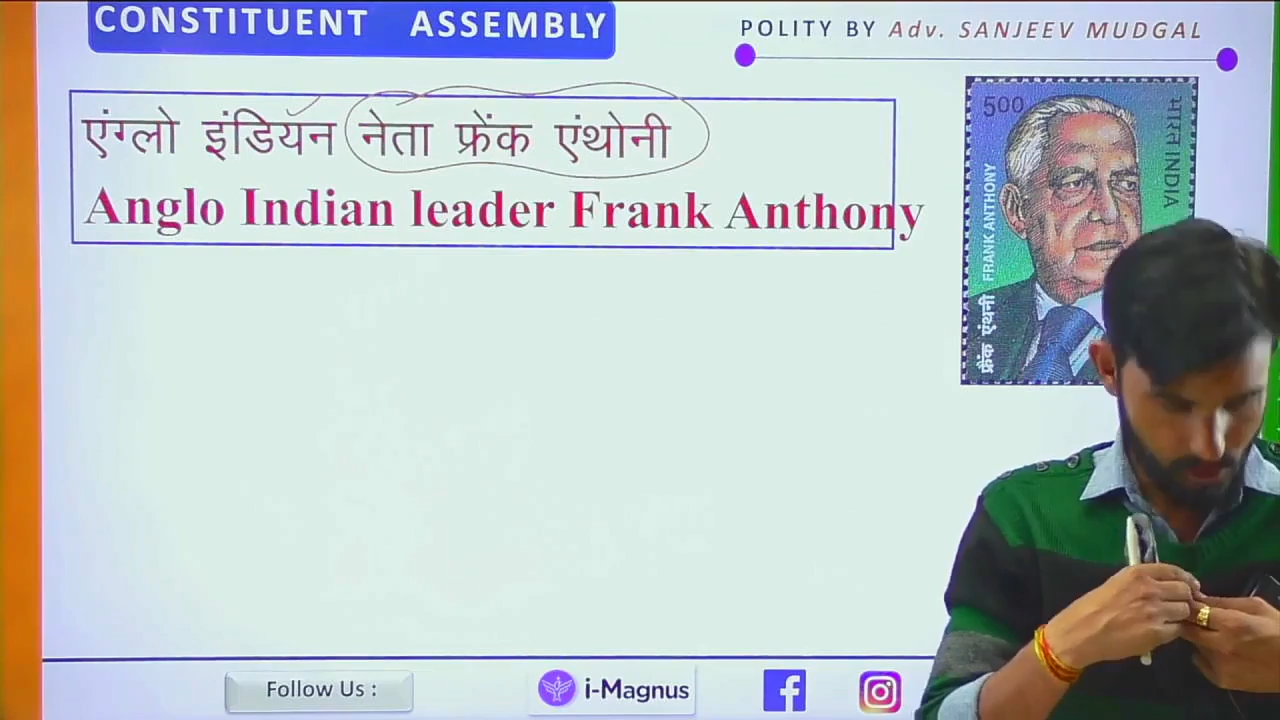 CONSTITUENT ASSEMBLY
POLITY BY Adv. SANJEEV MUDGAL
एंग्लो इंडियन नेता फ्रेंक एंथोनी
Anglo Indian leader Frank Anthony
500
भारत INDIA
फ्रेंक एंथनी FRANK ANTHONY
Follow Us :
i-Magnus